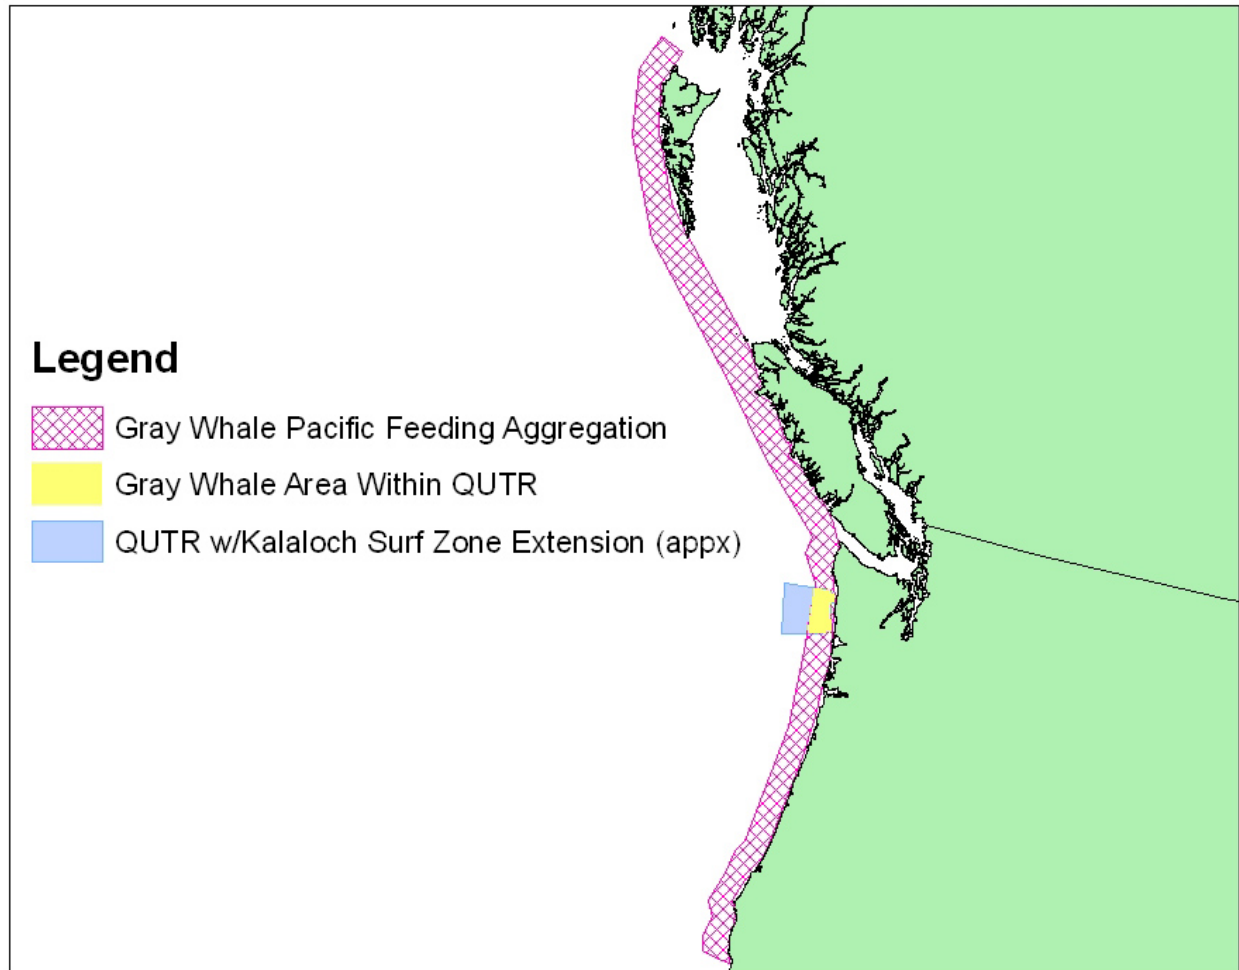 Legend
Gray Whale Pacific Feeding Aggregation
Gray Whale Area Within QUTR
QUTR w/Kalaloch Surf Zone Extension (appx)